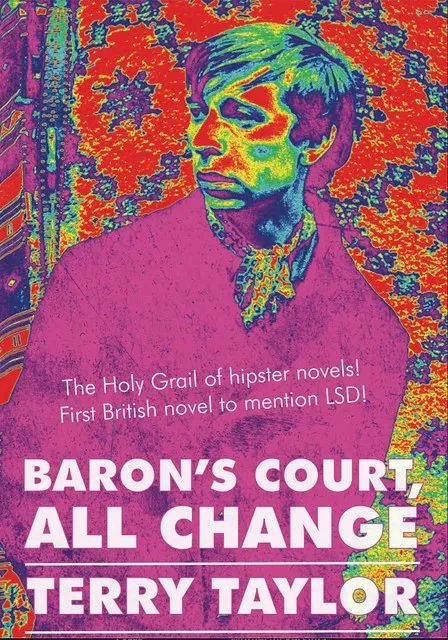 The Holy Grail of hipster novels!
First British novel to mention LSD!
BARON'S COURT,
ALL CHANGE
TERRY TAYLOR